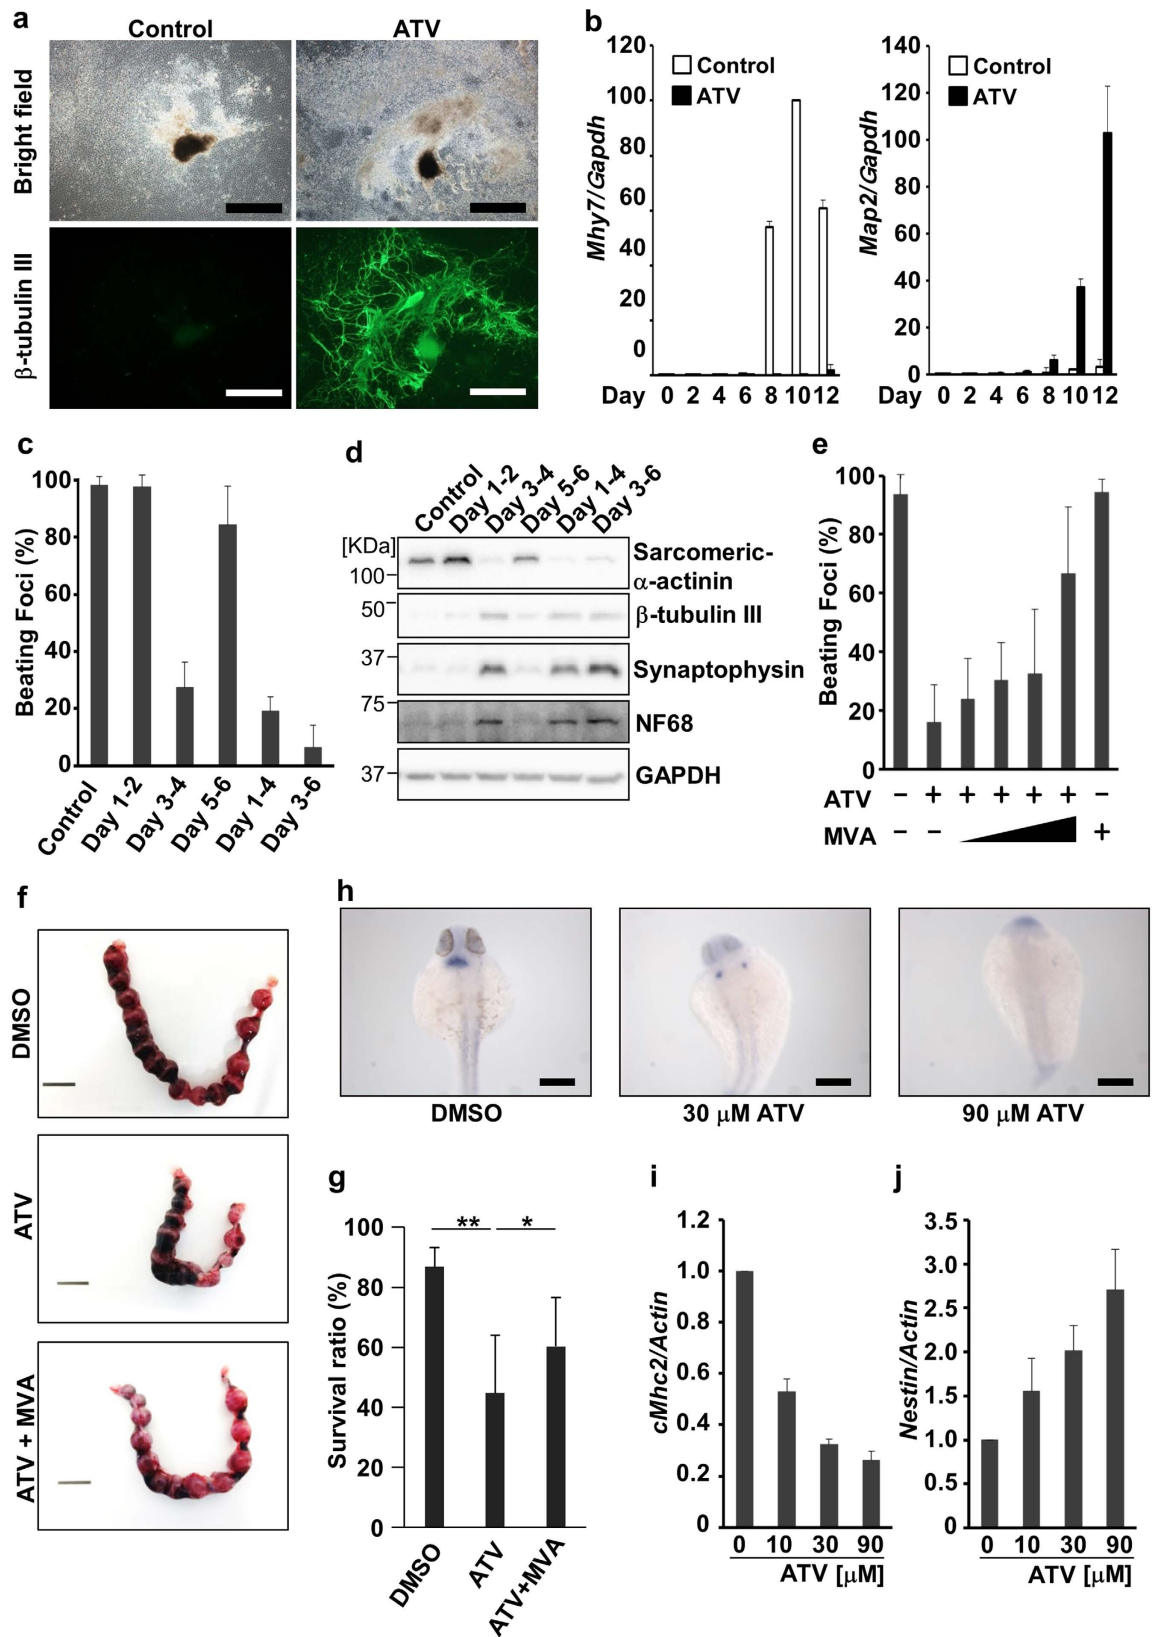 a
Control
ATV
Bright field
β-tubulin III
b
120
100
80
60
40
20
0
Mhy7/Gapdh
Control
ATV
Day 0 2 4 6 8 10 12
140
120
100
80
60
40
20
0
Map2/Gapdh
Control
ATV
Day 0 2 4 6 8 10 12
c
100
80
60
40
20
0
Beating Foci (%)
Control
Day 1-2
Day 3-4
Day 5-6
Day 1-4
Day 3-6
d
Control
Day 1-2
Day 3-4
Day 5-6
Day 1-4
Day 3-6
[KDa]
100
Sarcomeric-
α-actinin
50
β-tubulin III
37
Synaptophysin
75
NF68
37
GAPDH
e
100
80
60
40
20
0
Beating Foci (%)
ATV − + + + + + −
MVA − − +
f
DMSO
ATV
ATV + MVA
h
DMSO
30 μM ATV
90 μM ATV
g
100
80
60
40
20
0
Survival ratio (%)
** *
DMSO
ATV
ATV+MVA
i
1.2
1.0
0.8
0.6
0.4
0.2
0
cMhc2/Actin
0 10 30 90
ATV [μM]
j
3.5
3.0
2.5
2.0
1.5
1.0
0.5
0
Nestin/Actin
0 10 30 90
ATV [μM]